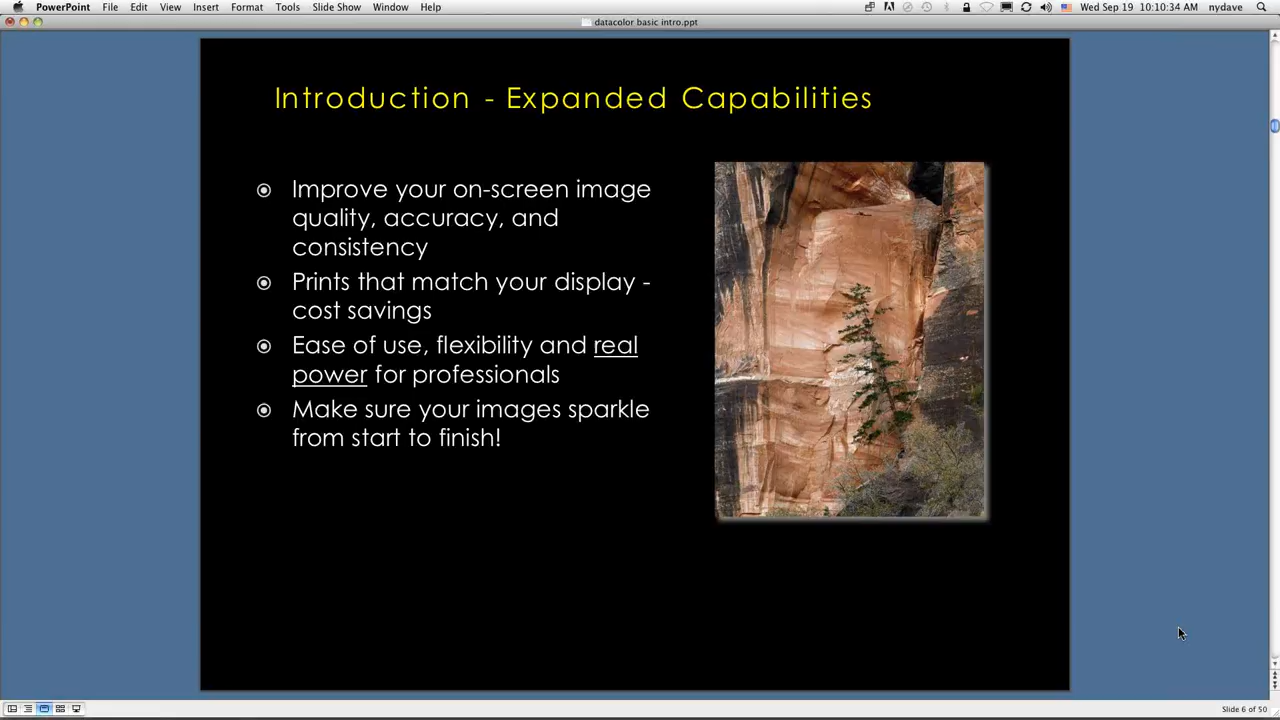 PowerPoint File Edit View Insert Format Tools Slide Show Window Help Wed Sep 19 10:10:34 AM nydave
datacolor basic intro.ppt
Introduction - Expanded Capabilities
Improve your on-screen image
quality, accuracy, and
consistency
Prints that match your display -
cost savings
Ease of use, flexibility and real
power for professionals
Make sure your images sparkle
from start to finish!
Slide 6 of 50